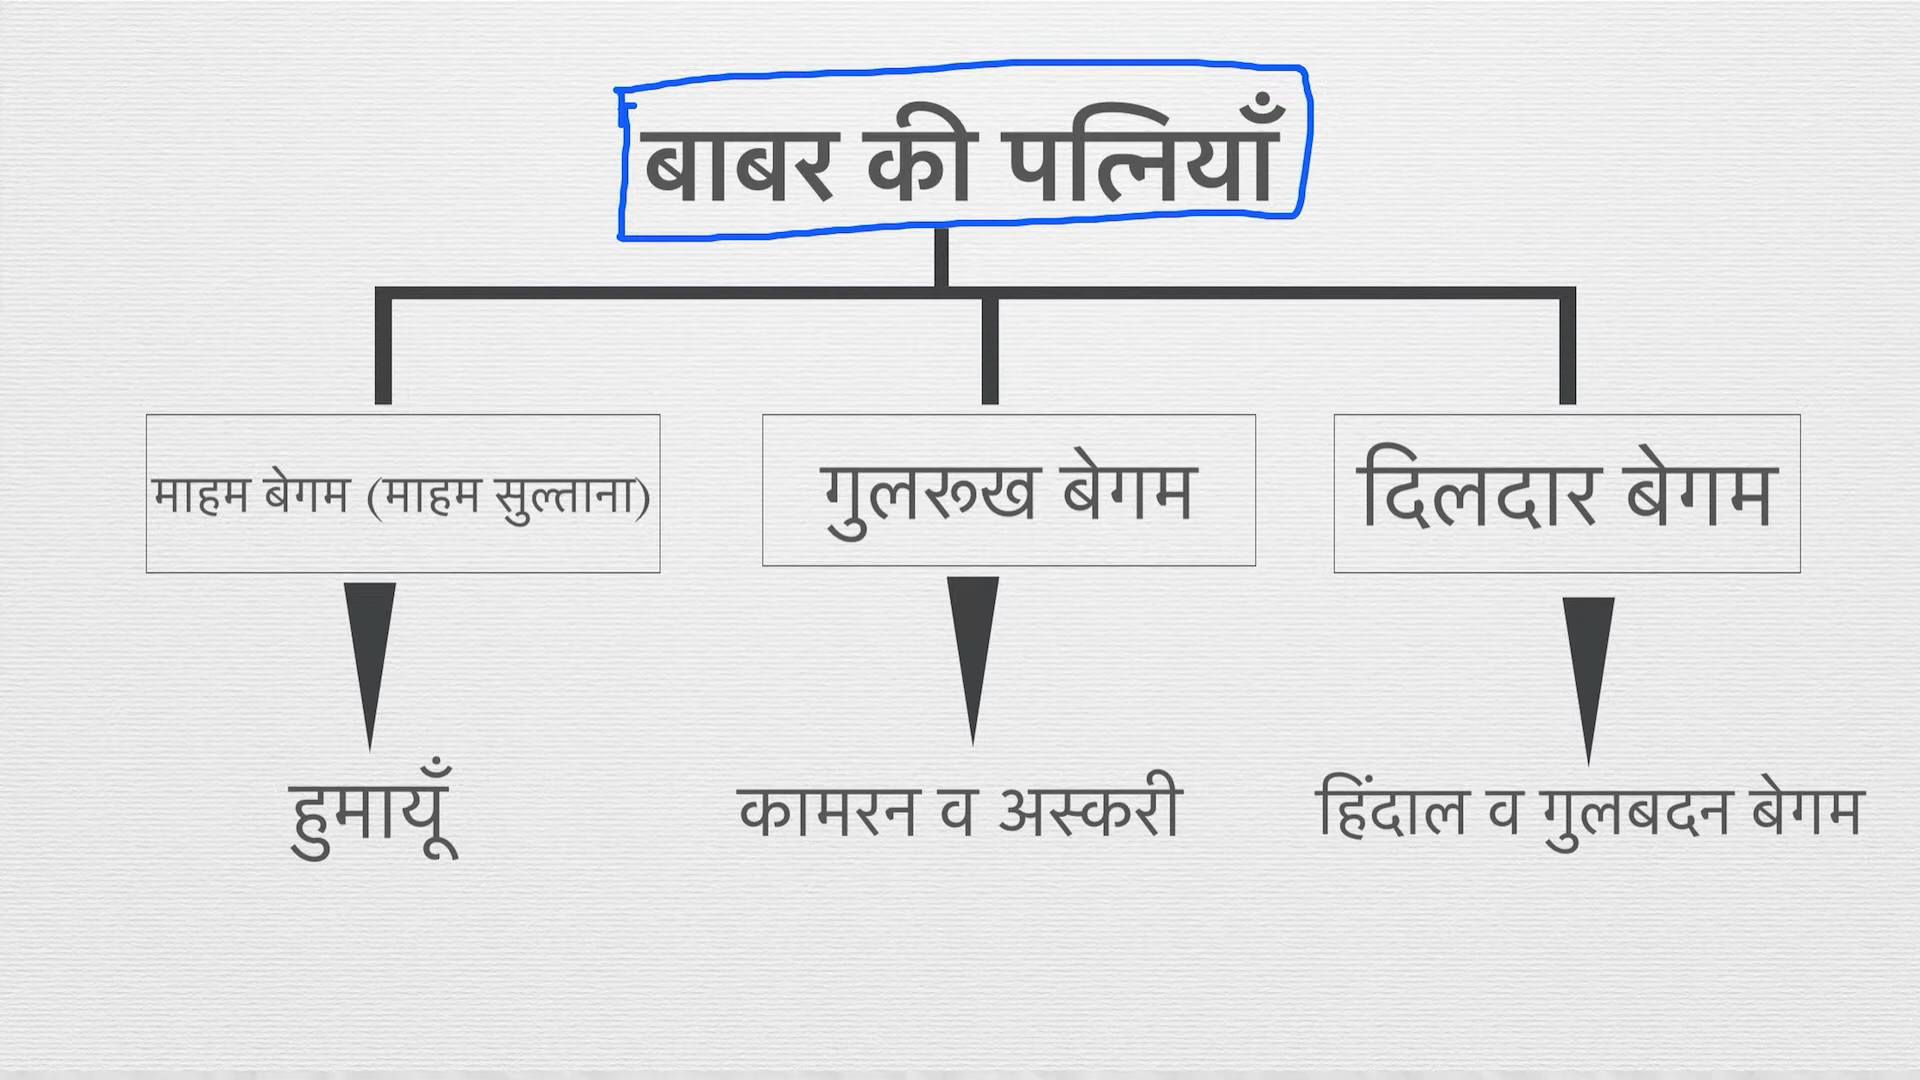 बाबर की पत्नियाँ
माहम बेगम (माहम सुल्ताना)
गुलरूख बेगम
दिलदार बेगम
हुमायूँ
कामरन व अस्करी
हिंदाल व गुलबदन बेगम